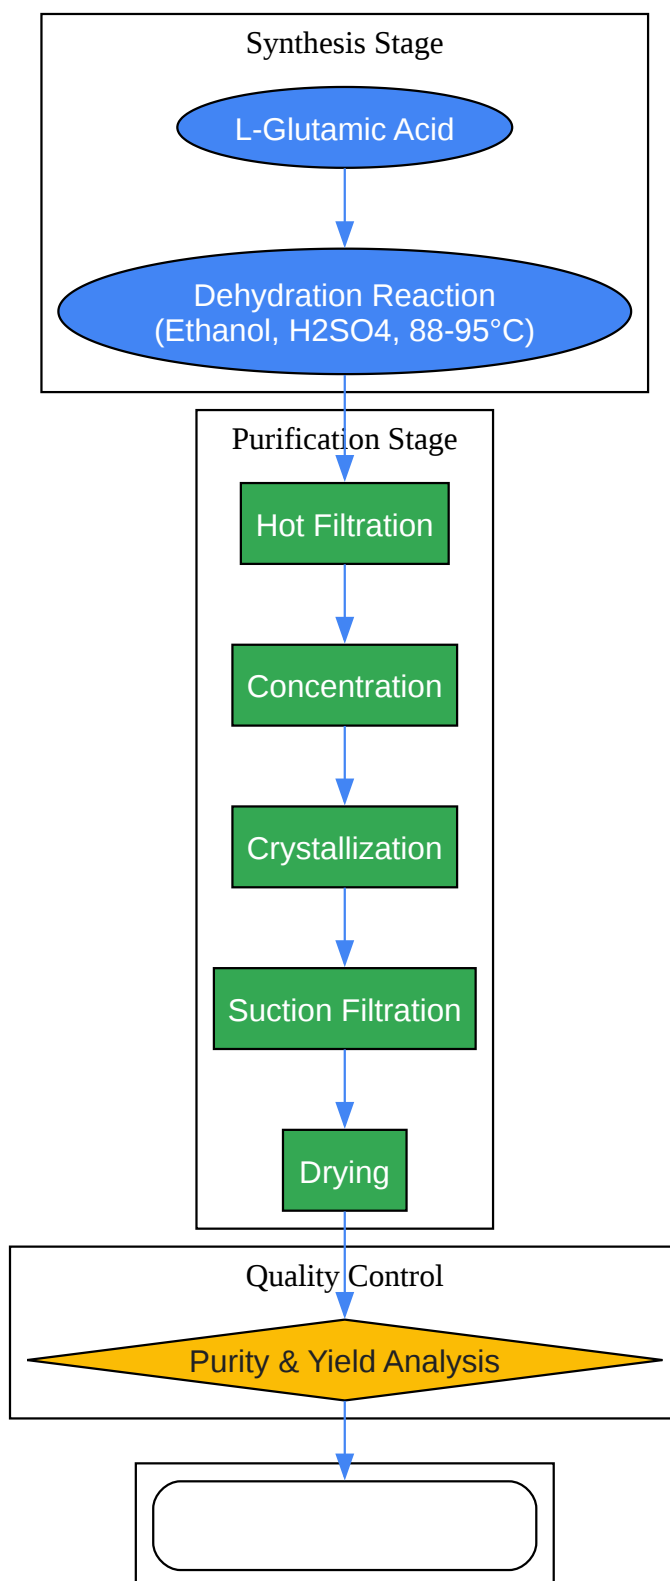 Synthesis Stage
L-Glutamic Acid
Dehydration Reaction
(Ethanol, H2SO4, 88-95°C)
Purification Stage
Hot Filtration
Concentration
Crystallization
Suction Filtration
Drying
Quality Control
Purity & Yield Analysis